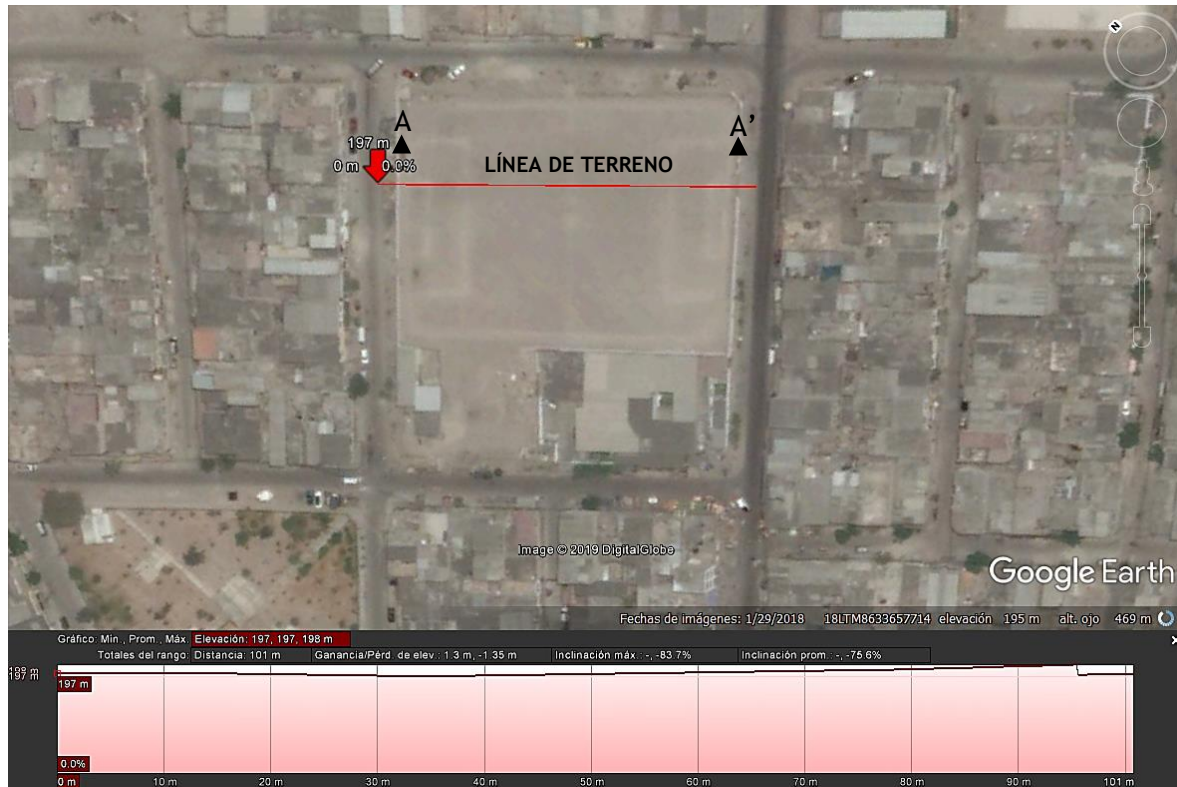 N
A
A’
197 m
0 m 0.0%
LÍNEA DE TERRENO
Image © 2019 DigitalGlobe
Google Earth
Fechas de imágenes: 1/29/2018 18LTM8633657714 elevación 195 m alt. ojo 469 m
Gráfico: Mín., Prom., Máx. Elevación: 197, 197, 198 m
Totales del rango: Distancia: 101 m Ganancia/Pérd. de elev.: 1.3 m, -1.35 m Inclinación máx.: -, -83.7% Inclinación prom.: -, -75.6%
198 m
197 m
197 m
0.0%
0 m 10 m 20 m 30 m 40 m 50 m 60 m 70 m 80 m 90 m 101 m